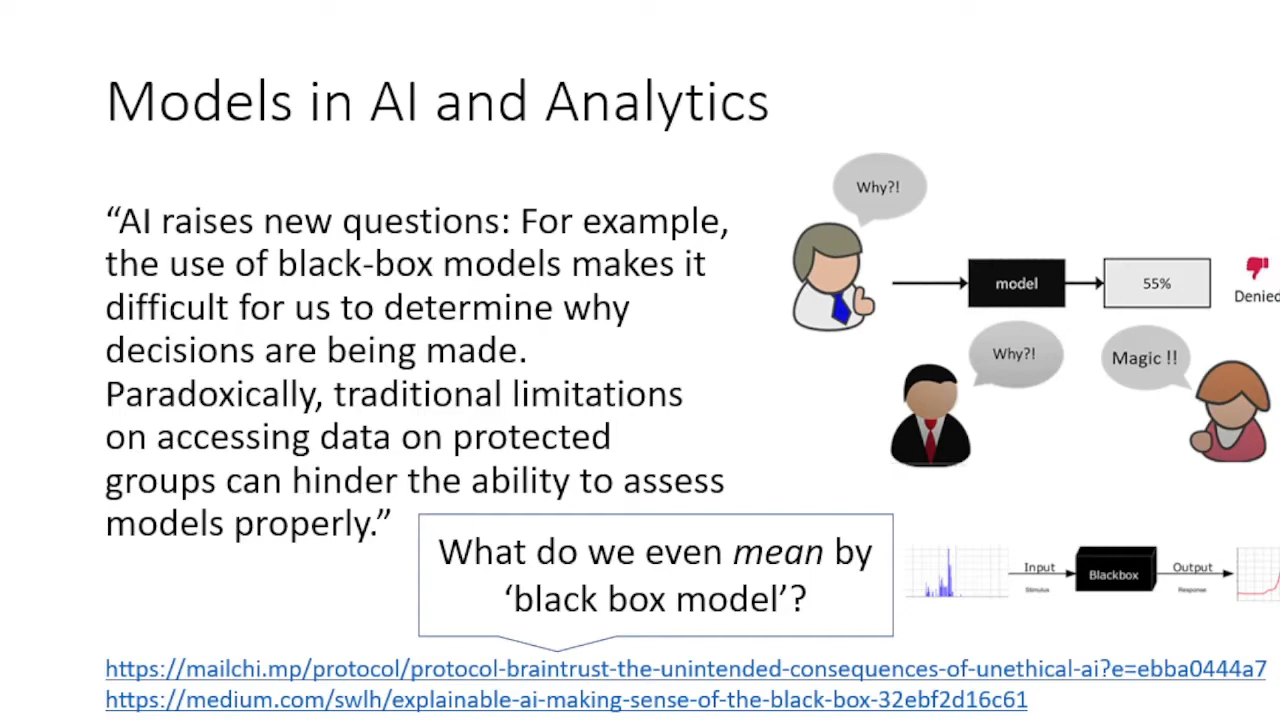 Models in AI and Analytics
“AI raises new questions: For example,
the use of black-box models makes it
difficult for us to determine why
decisions are being made.
Paradoxically, traditional limitations
on accessing data on protected
groups can hinder the ability to assess
models properly.”
Why?!
model
55%
Denied
Why?!
Magic !!
What do we even mean by
‘black box model’?
Input
Stimulus
Blackbox
Output
Response
https://mailchi.mp/protocol/protocol-braintrust-the-unintended-consequences-of-unethical-ai?e=ebba0444a7
https://medium.com/swlh/explainable-ai-making-sense-of-the-black-box-32ebf2d16c61